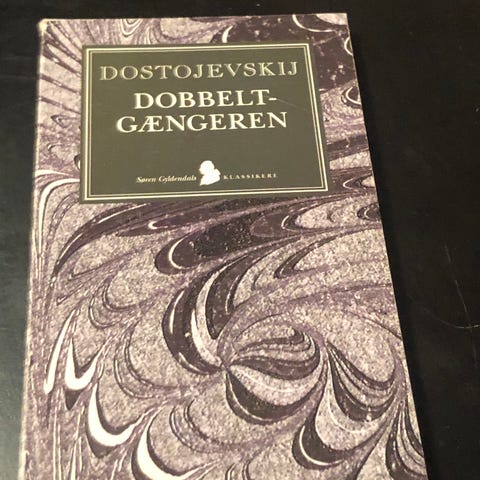 DOSTOJEVSKIJ
DOBBELT-
GÆNGEREN
Søren Gyldendals KLASSIKERE